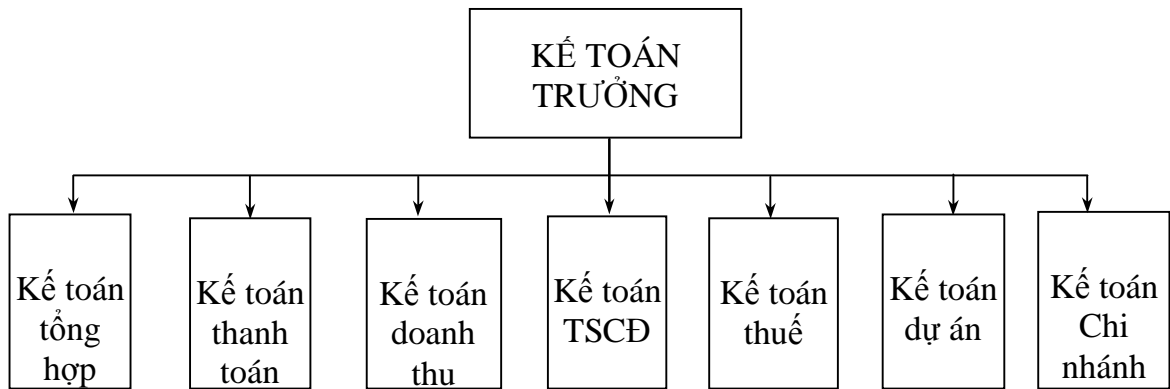 KẾ TOÁN
TRƯỞNG
Kế toán
tổng
hợp
Kế toán
thanh
toán
Kế toán
doanh
thu
Kế toán
TSCĐ
Kế toán
thuế
Kế toán
dự án
Kế toán
Chi
nhánh